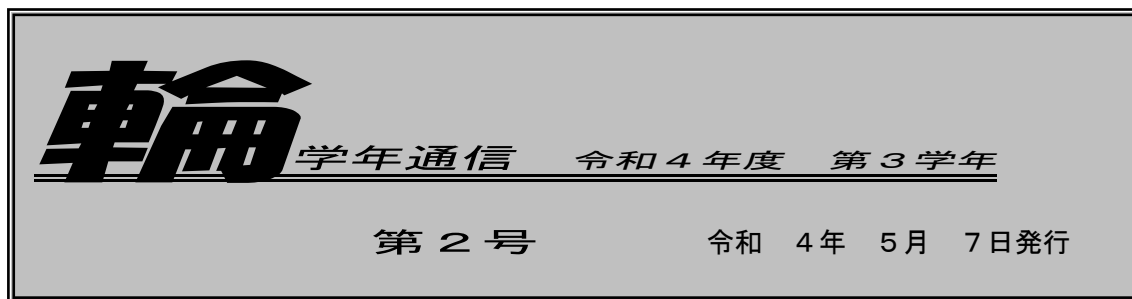 輪 学年通信　令和４年度　第３学年
第２号　令和　４年　５月　７日発行